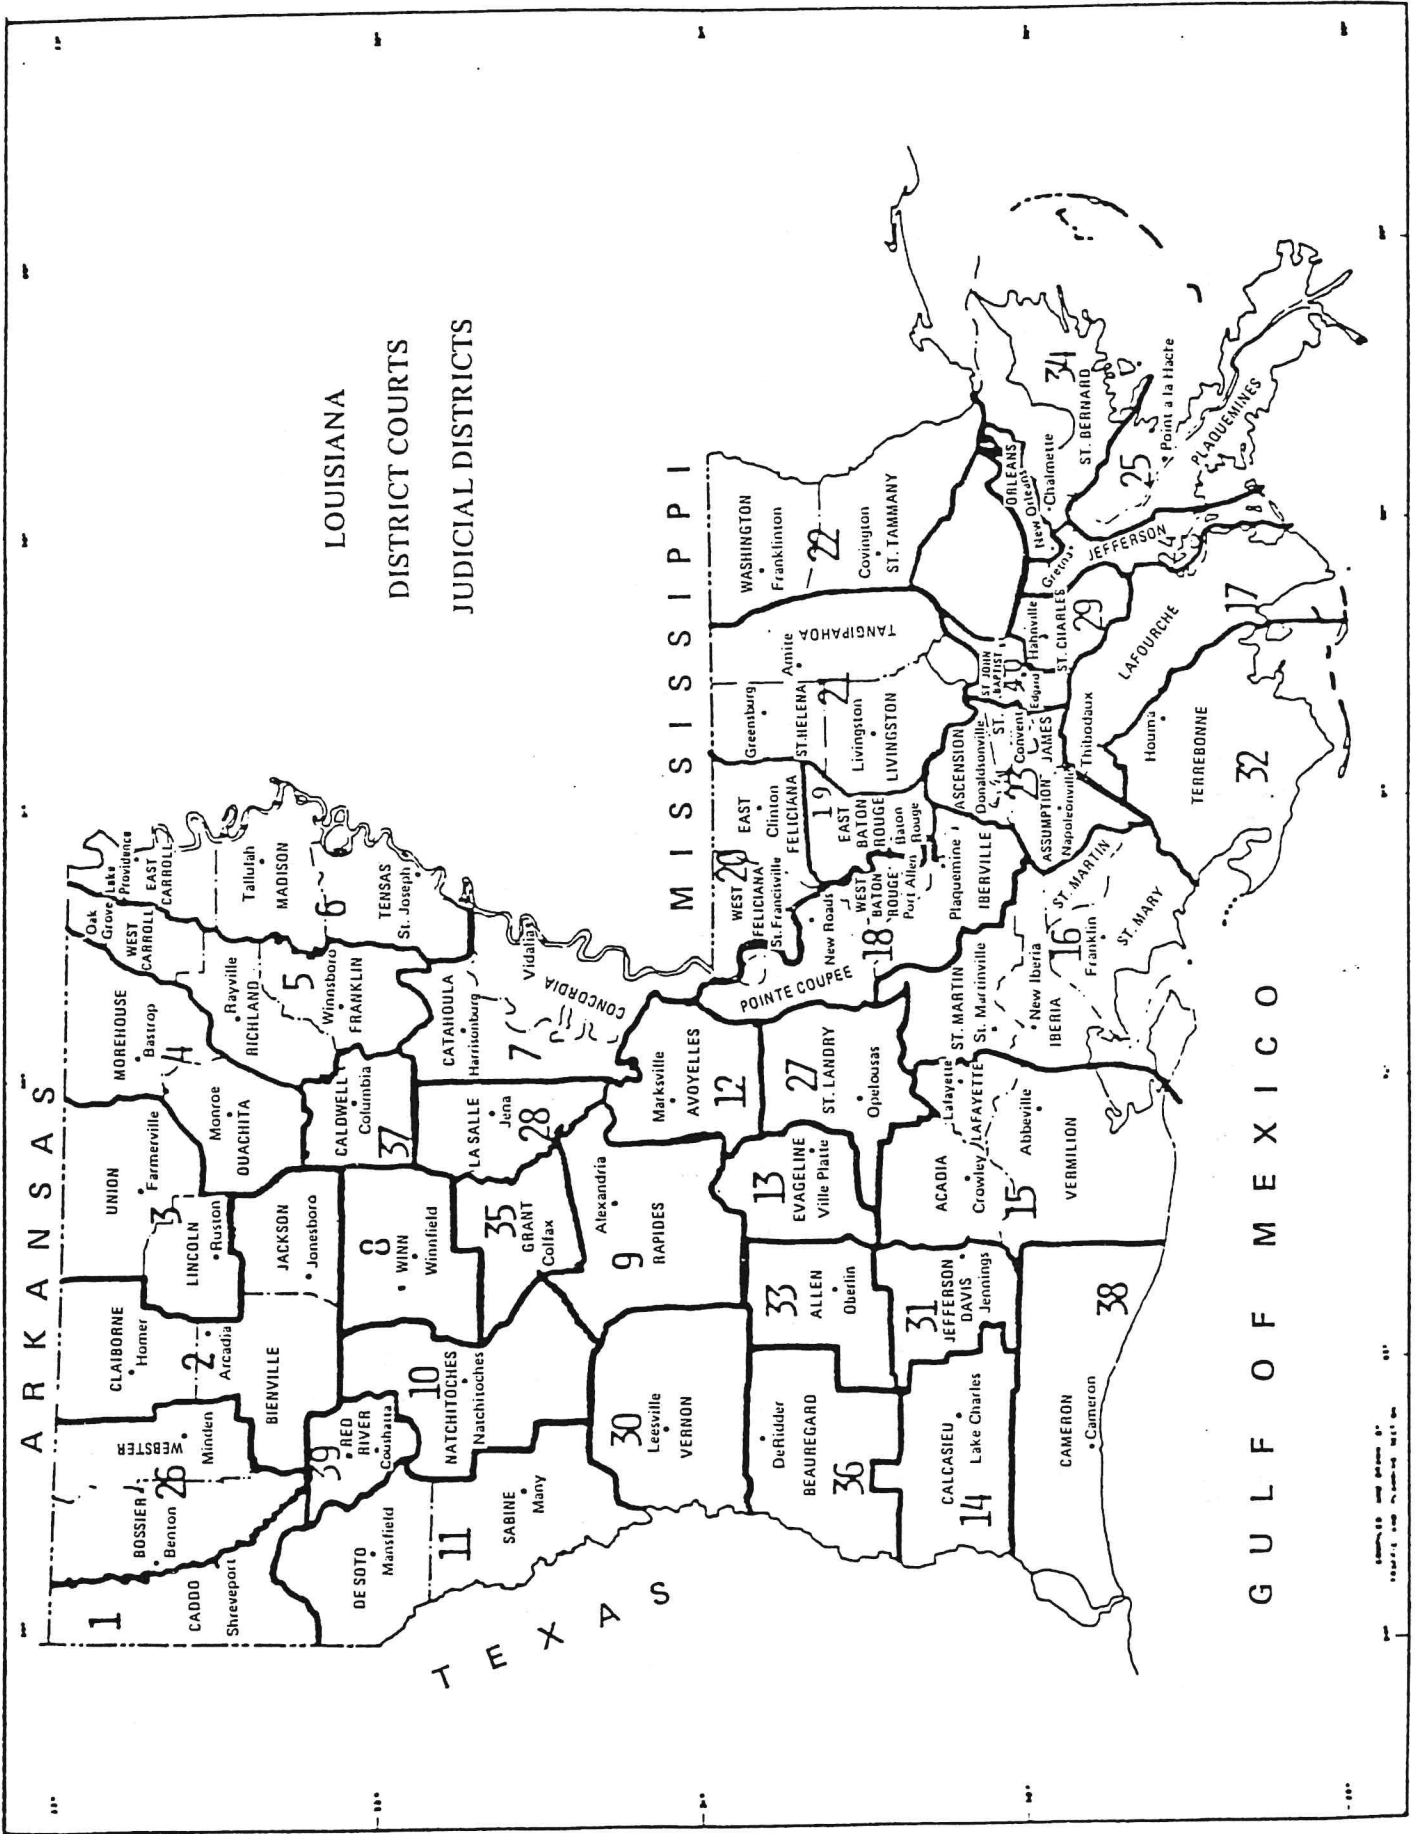 LOUISIANA
DISTRICT COURTS
JUDICIAL DISTRICTS
ARKANSAS
MISSISSIPPI
TEXAS
GULF OF MEXICO
1
CADDO
Shreveport
BOSSIER
Benton
26
WEBSTER
Minden
CLAIBORNE
Homer
2
Arcadia
BIENVILLE
UNION
Farmerville
3
LINCOLN
Ruston
JACKSON
Jonesboro
MOREHOUSE
Bastrop
4
Monroe
OUACHITA
Oak
Grove
WEST
CARROLL
Rayville
RICHLAND
5
Winnsboro
FRANKLIN
Lake
Providence
EAST
CARROLL
Tallulah
MADISON
6
TENSAS
St. Joseph
CALDWELL
Columbia
37
39
RED
RIVER
Coushatta
DE SOTO
Mansfield
11
SABINE
Many
10
NATCHITOCHES
Natchitoches
8
WINN
Winnfield
35
GRANT
Colfax
LA SALLE
Jena
28
CATAHOULA
Harrisonburg
7
Vidalia
CONCORDIA
30
Leesville
VERNON
Alexandria
9
RAPIDES
Marksville
AVOYELLES
12
DeRidder
BEAUREGARD
36
33
ALLEN
Oberlin
13
EVAGELINE
Ville Platte
27
ST. LANDRY
Opelousas
POINTE COUPEE
New Roads
18
WEST
BATON
ROUGE
Port Allen
Plaquemine
IBERVILLE
WEST
FELICIANA
St. Francisville
20
EAST
Clinton
FELICIANA
19
EAST
BATON
ROUGE
Baton
Rouge
Greensburg
ST. HELENA
21
Livingston
LIVINGSTON
Amite
TANGIPAHOA
WASHINGTON
Franklinton
22
Covington
ST. TAMMANY
CALCASIEU
14
Lake Charles
31
JEFFERSON
DAVIS
Jennings
CAMERON
Cameron
38
ACADIA
Crowley
LAFAYETTE
Lafayette
15
Abbeville
VERMILION
ST. MARTIN
St. Martinville
New Iberia
IBERIA
16
Franklin
ST. MARTIN
ST. MARY
ASCENSION
Donaldsonville
23
ST.
Convent
JAMES
ASSUMPTION
Napoleonville
ST JOHN
BAPTIST
40
Edgard
Hahnville
ST. CHARLES
29
Thibodaux
LAFOURCHE
17
Houma
TERREBONNE
32
ORLEANS
New Orleans
Gretna
JEFFERSON
24
Chalmette
ST. BERNARD
34
25
Point a la Hache
PLAQUEMINES